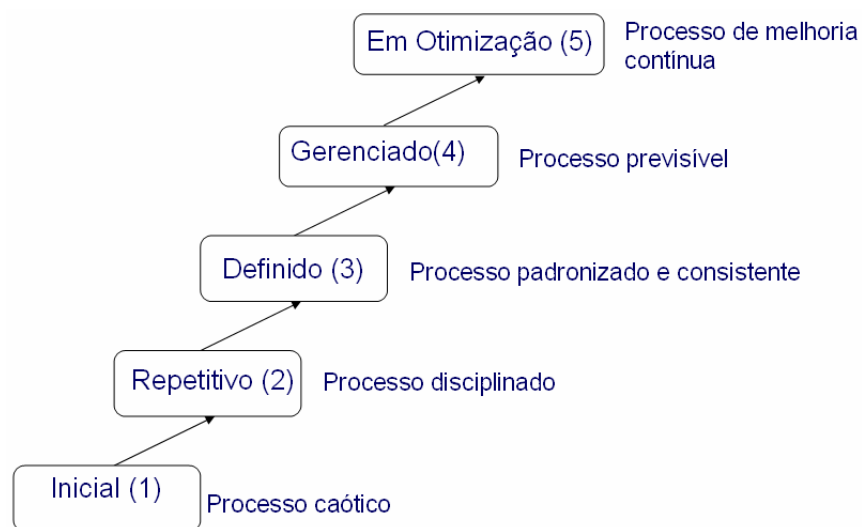 Em Otimização (5)
Processo de melhoria
contínua
Gerenciado(4)
Processo previsível
Definido (3)
Processo padronizado e consistente
Repetitivo (2)
Processo disciplinado
Inicial (1)
Processo caótico